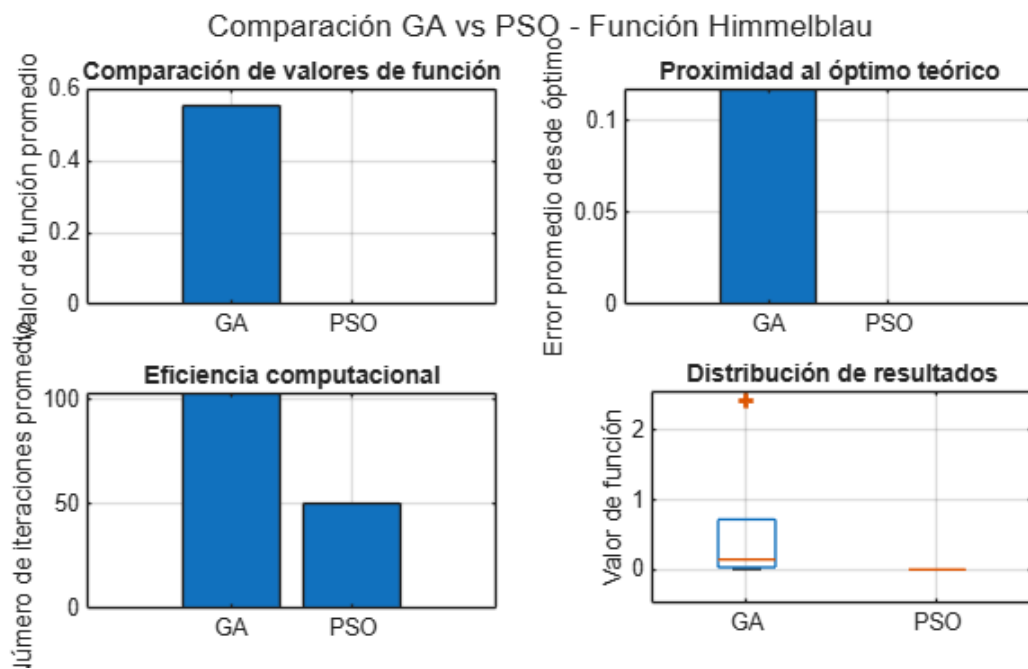 Comparación GA vs PSO - Función Himmelblau
Comparación de valores de función
Valor de función promedio
0.6
0.4
0.2
0
GA
PSO
Proximidad al óptimo teórico
Error promedio desde óptimo
0.1
0.05
0
GA
PSO
Eficiencia computacional
Número de iteraciones promedio
100
50
0
GA
PSO
Distribución de resultados
Valor de función
2
1
0
GA
PSO